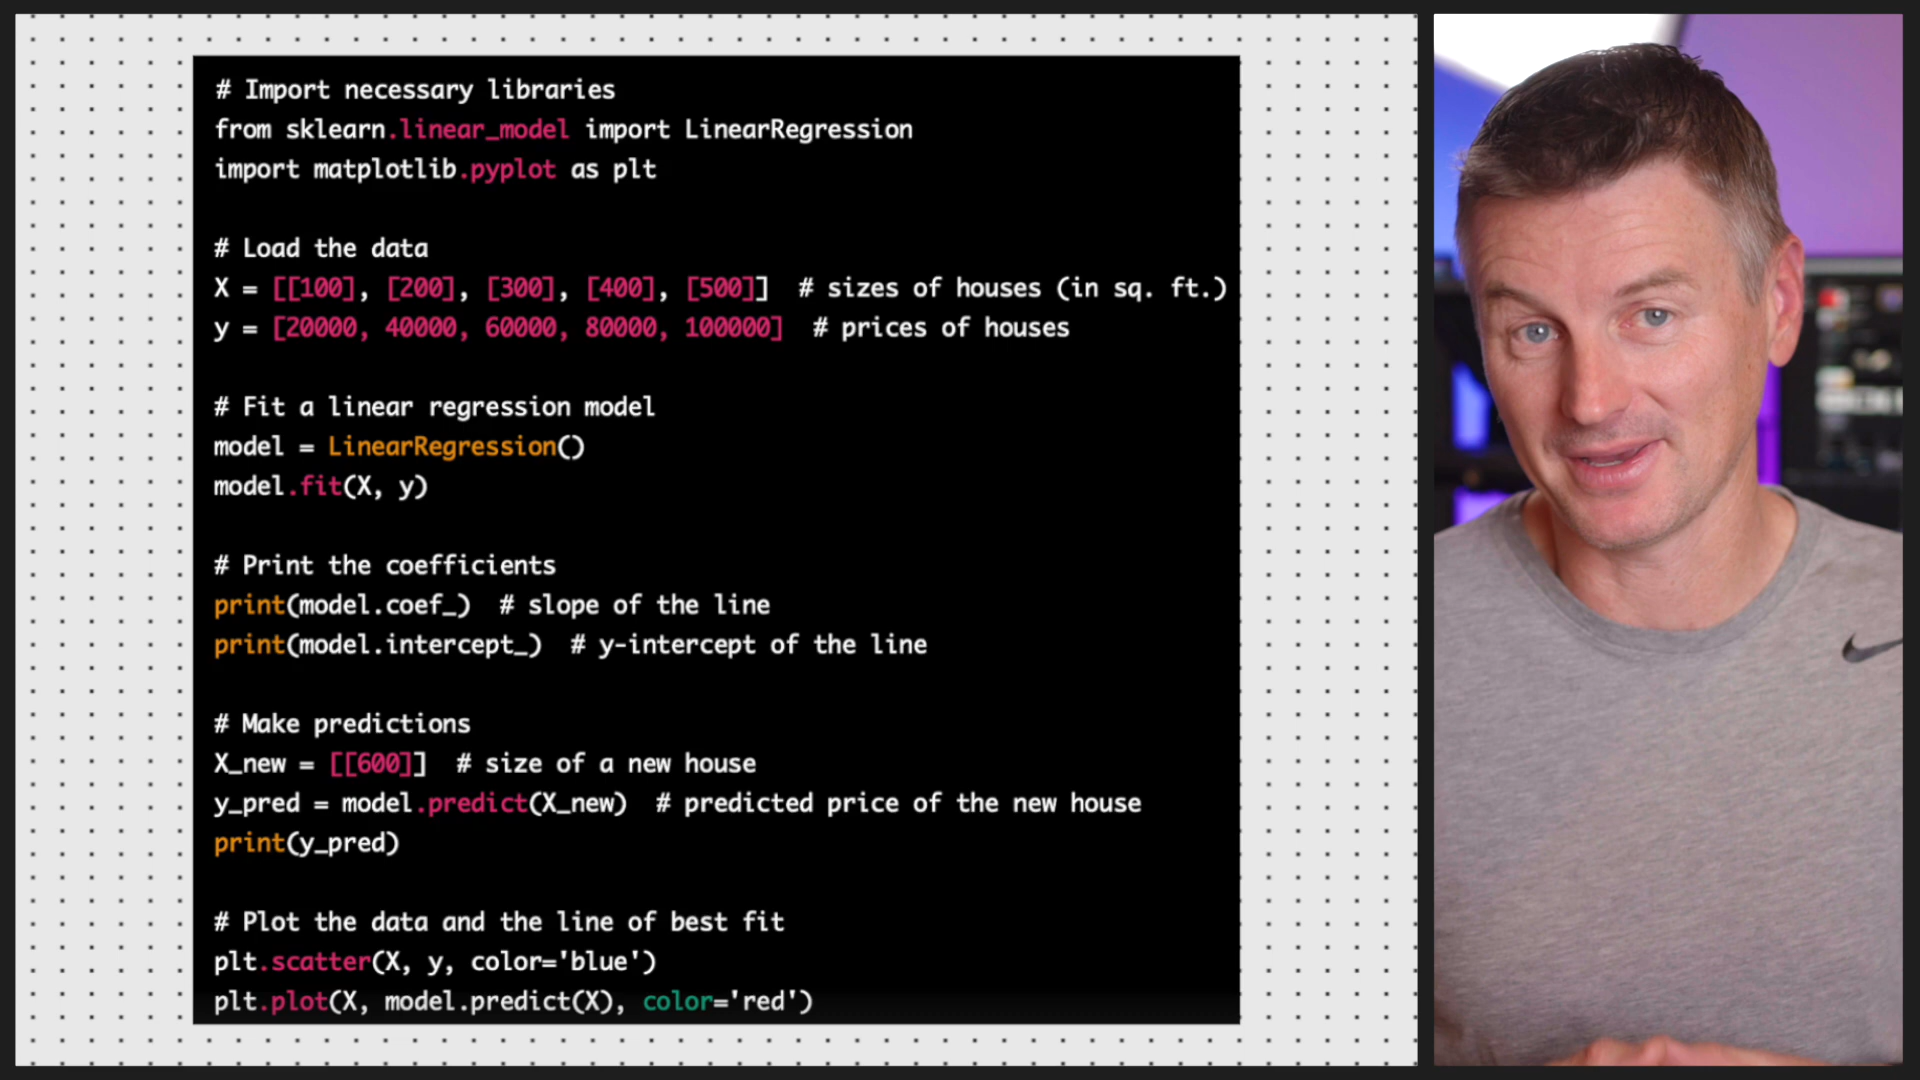 # Import necessary libraries
from sklearn.linear_model import LinearRegression
import matplotlib.pyplot as plt
# Load the data
X = [[100], [200], [300], [400], [500]]  # sizes of houses (in sq. ft.)
y = [20000, 40000, 60000, 80000, 100000]  # prices of houses
# Fit a linear regression model
model = LinearRegression()
model.fit(X, y)
# Print the coefficients
print(model.coef_)  # slope of the line
print(model.intercept_)  # y-intercept of the line
# Make predictions
X_new = [[600]]  # size of a new house
y_pred = model.predict(X_new)  # predicted price of the new house
print(y_pred)
# Plot the data and the line of best fit
plt.scatter(X, y, color='blue')
plt.plot(X, model.predict(X), color='red')